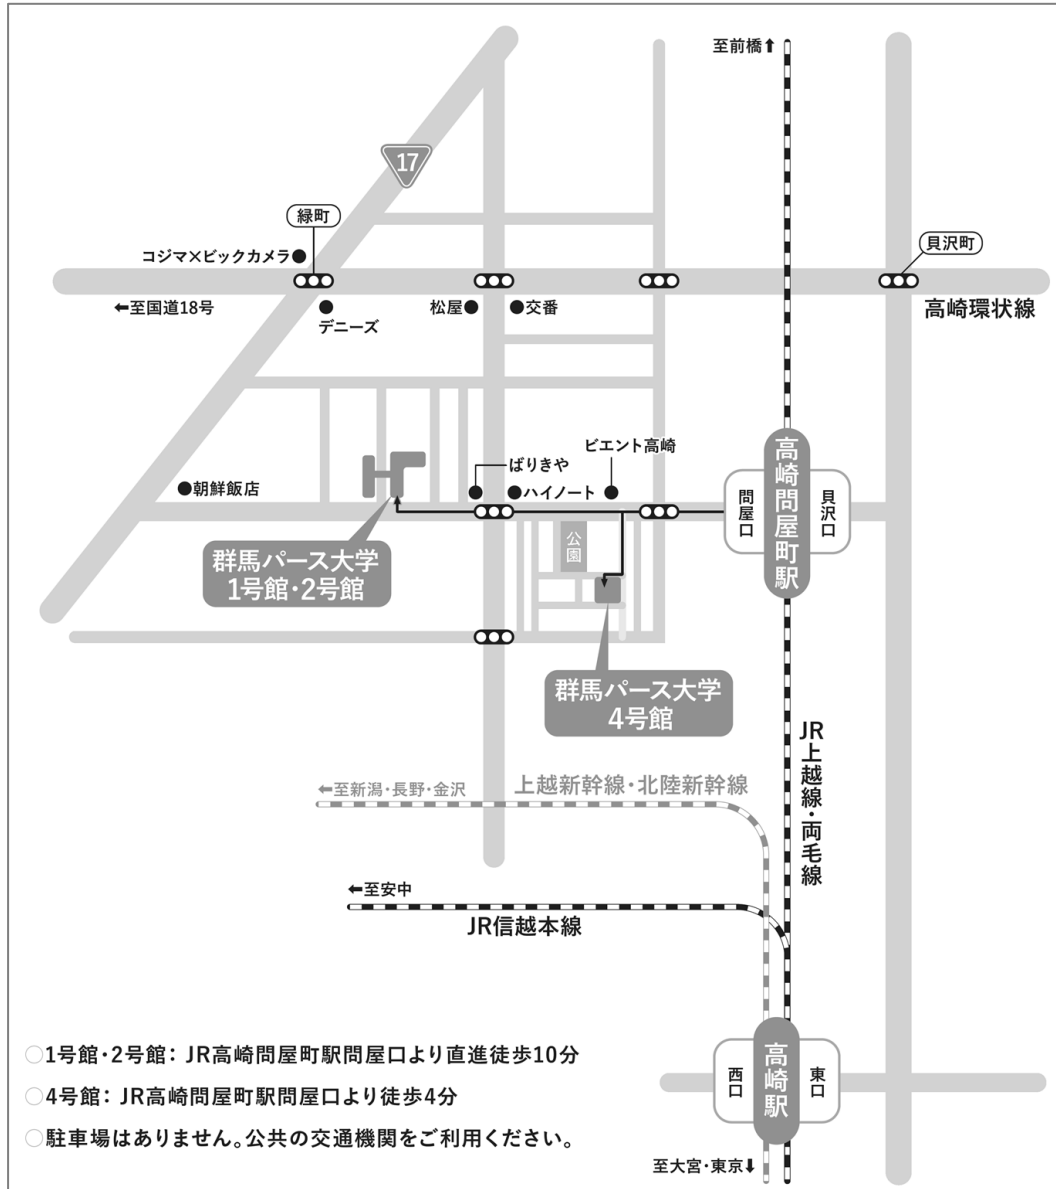 至前橋⬆
17
緑町
コジマ×ビックカメラ
貝沢町
⬅至国道18号
デニーズ
松屋
交番
高崎環状線
ビエント高崎
ばりきや
朝鮮飯店
ハイノート
問屋口
高崎問屋町駅
貝沢口
公園
群馬パース大学
1号館・2号館
群馬パース大学
4号館
JR上越線・両毛線
⬅至新潟・長野・金沢
上越新幹線・北陸新幹線
⬅至安中
JR信越本線
西口
高崎駅
東口
至大宮・東京⬇
○1号館・2号館: JR高崎問屋町駅問屋口より直進徒歩10分
○4号館: JR高崎問屋町駅問屋口より徒歩4分
○駐車場はありません。公共の交通機関をご利用ください。